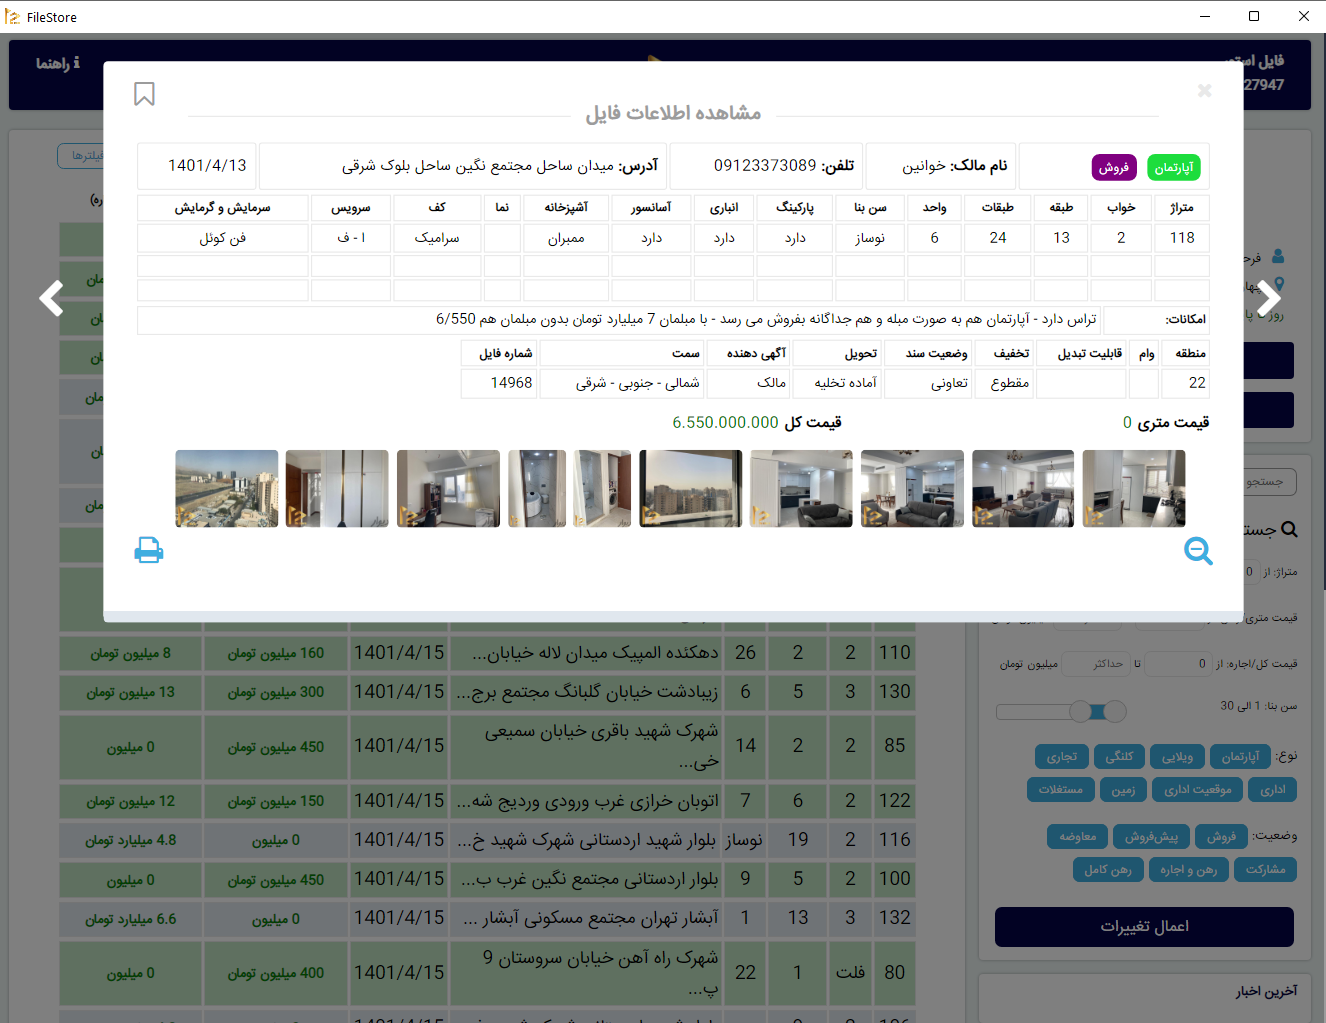 FileStore
فایل استور
27947
راهنما
مشاهده اطلاعات فایل
آپارتمان فروش
نام مالک: خوانین
تلفن: 09123373089
آدرس: میدان ساحل مجتمع نگین ساحل بلوک شرقی
1401/4/13
متراژ خواب طبقه طبقات واحد سن بنا پارکینگ انباری آسانسور آشپزخانه نما کف سرویس سرمایش و گرمایش
118 2 13 24 6 نوساز دارد دارد دارد ممبران سرامیک ا - ف فن کوئل
امکانات: تراس دارد - آپارتمان هم به صورت مبله و هم جداگانه بفروش می رسد - با مبلمان 7 میلیارد تومان بدون مبلمان هم 6/550
منطقه وام قابلیت تبدیل تخفیف وضعیت سند تحویل آگهی دهنده سمت شماره فایل
22 مقطوع تعاونی آماده تخلیه مالک شمالی - جنوبی - شرقی 14968
قیمت متری 0 قیمت کل 6.550.000.000
110 2 2 26 دهکئده المپیک میدان لاله خیابان... 1401/4/15 160 میلیون تومان 8 میلیون تومان
130 3 5 6 زیبادشت خیابان گلبانگ مجتمع برج... 1401/4/15 300 میلیون تومان 13 میلیون تومان
85 2 2 14 شهرک شهید باقری خیابان سمیعی خی... 1401/4/15 450 میلیون تومان 0 میلیون
122 2 6 7 اتوبان خرازی غرب ورودی وردیج شه... 1401/4/15 150 میلیون تومان 12 میلیون تومان
116 2 19 نوساز بلوار شهید اردستانی شهرک شهید خ... 1401/4/15 0 میلیون 4.8 میلیارد تومان
100 2 5 9 بلوار اردستانی مجتمع نگین غرب ب... 1401/4/15 450 میلیون تومان 0 میلیون
132 3 13 1 آبشار تهران مجتمع مسکونی آبشار ... 1401/4/15 0 میلیون 6.6 میلیارد تومان
80 فلت 1 22 شهرک راه آهن خیابان سروستان 9 پ... 1401/4/15 400 میلیون تومان 0 میلیون
جستجو
متراژ: از 0
قیمت کل/اجاره: از 0 تا حداکثر میلیون تومان
سن بنا: 1 الی 30
نوع: آپارتمان ویلایی کلنگی تجاری
اداری موقعیت اداری زمین مستغلات
وضعیت: فروش پیش‌فروش معاوضه
مشارکت رهن و اجاره رهن کامل
اعمال تغییرات
آخرین اخبار